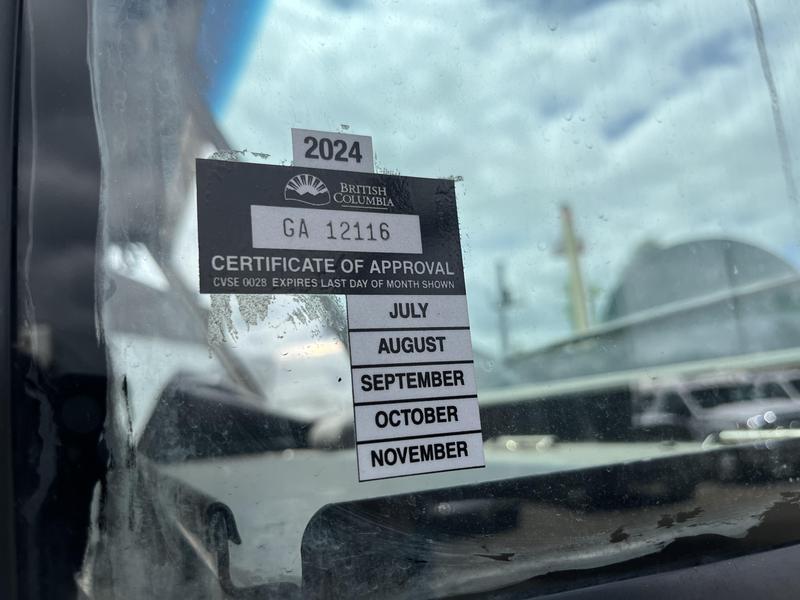 2024
BRITISH
COLUMBIA
GA 12116
CERTIFICATE OF APPROVAL
CVSE 0028 EXPIRES LAST DAY OF MONTH SHOWN
JULY
AUGUST
SEPTEMBER
OCTOBER
NOVEMBER